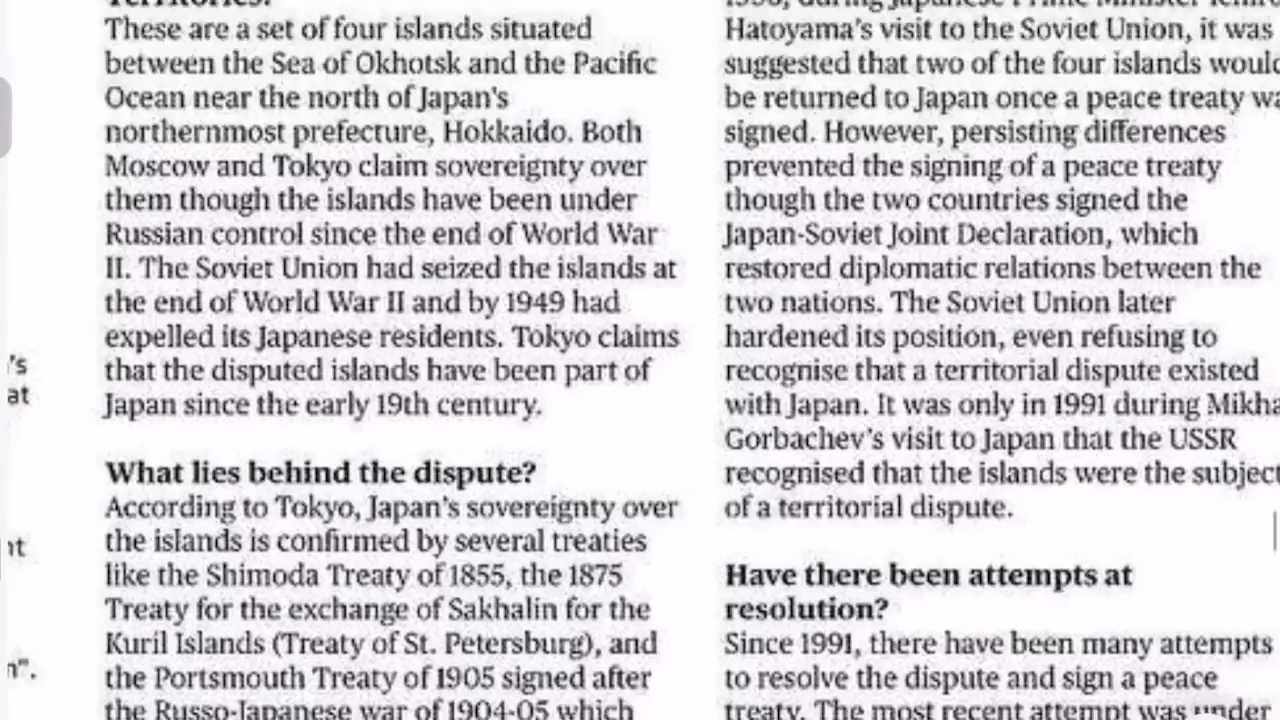 Territories?
These are a set of four islands situated
between the Sea of Okhotsk and the Pacific
Ocean near the north of Japan's
northernmost prefecture, Hokkaido. Both
Moscow and Tokyo claim sovereignty over
them though the islands have been under
Russian control since the end of World War
II. The Soviet Union had seized the islands at
the end of World War II and by 1949 had
expelled its Japanese residents. Tokyo claims
that the disputed islands have been part of
Japan since the early 19th century.
What lies behind the dispute?
According to Tokyo, Japan's sovereignty over
the islands is confirmed by several treaties
like the Shimoda Treaty of 1855, the 1875
Treaty for the exchange of Sakhalin for the
Kuril Islands (Treaty of St. Petersburg), and
the Portsmouth Treaty of 1905 signed after
the Russo-Japanese war of 1904-05 which
during Japanese Prime Minister
Hatoyama's visit to the Soviet Union, it was
suggested that two of the four islands would
be returned to Japan once a peace treaty wa
signed. However, persisting differences
prevented the signing of a peace treaty
though the two countries signed the
Japan-Soviet Joint Declaration, which
restored diplomatic relations between the
two nations. The Soviet Union later
hardened its position, even refusing to
recognise that a territorial dispute existed
with Japan. It was only in 1991 during Mikha
Gorbachev's visit to Japan that the USSR
recognised that the islands were the subject
of a territorial dispute.
Have there been attempts at
resolution?
Since 1991, there have been many attempts
to resolve the dispute and sign a peace
treaty. The most recent attempt was under
's
at
nt
n".